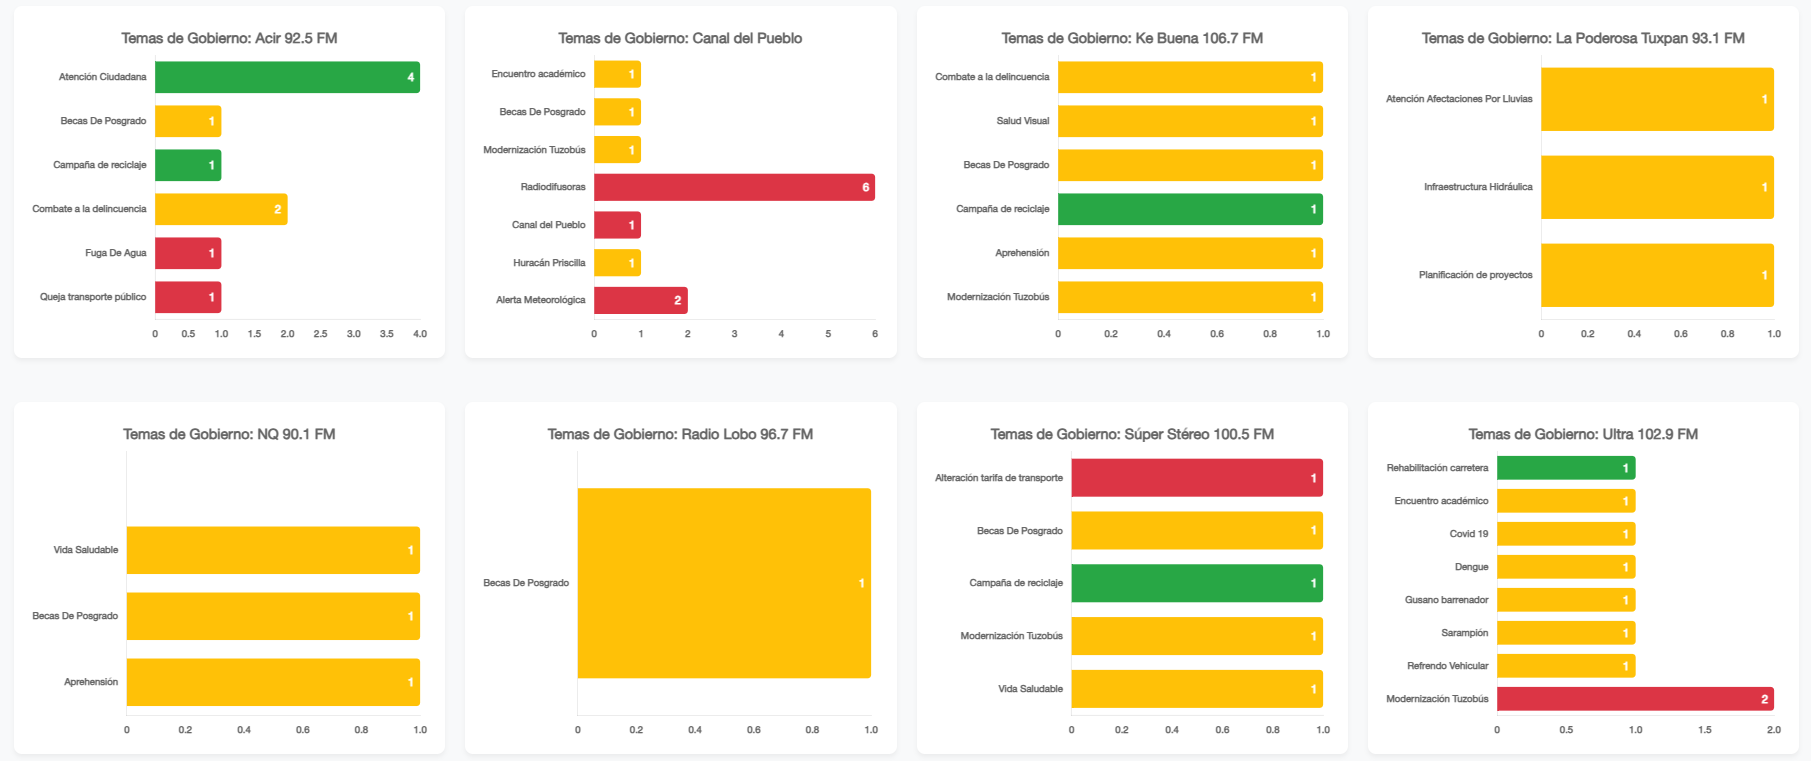 Temas de Gobierno: Acir 92.5 FM
Atención Ciudadana
4
Becas De Posgrado
1
Campaña de reciclaje
1
Combate a la delincuencia
2
Fuga De Agua
1
Queja transporte público
1
0 0.5 1.0 1.5 2.0 2.5 3.0 3.5 4.0
Temas de Gobierno: Canal del Pueblo
Encuentro académico
1
Becas De Posgrado
1
Modernización Tuzobús
1
Radiodifusoras
6
Canal del Pueblo
1
Huracán Priscilla
1
Alerta Meteorológica
2
0 1 2 3 4 5 6
Temas de Gobierno: Ke Buena 106.7 FM
Combate a la delincuencia
1
Salud Visual
1
Becas De Posgrado
1
Campaña de reciclaje
1
Aprehensión
1
Modernización Tuzobús
1
0 0.2 0.4 0.6 0.8 1.0
Temas de Gobierno: La Poderosa Tuxpan 93.1 FM
Atención Afectaciones Por Lluvias
1
Infraestructura Hidráulica
1
Planificación de proyectos
1
0 0.2 0.4 0.6 0.8 1.0
Temas de Gobierno: NQ 90.1 FM
Vida Saludable
1
Becas De Posgrado
1
Aprehensión
1
0 0.2 0.4 0.6 0.8 1.0
Temas de Gobierno: Radio Lobo 96.7 FM
Becas De Posgrado
1
0 0.2 0.4 0.6 0.8 1.0
Temas de Gobierno: Súper Stéreo 100.5 FM
Alteración tarifa de transporte
1
Becas De Posgrado
1
Campaña de reciclaje
1
Modernización Tuzobús
1
Vida Saludable
1
0 0.2 0.4 0.6 0.8 1.0
Temas de Gobierno: Ultra 102.9 FM
Rehabilitación carretera
1
Encuentro académico
1
Covid 19
1
Dengue
1
Gusano barrenador
1
Sarampión
1
Refrendo Vehicular
1
Modernización Tuzobús
2
0 0.5 1.0 1.5 2.0